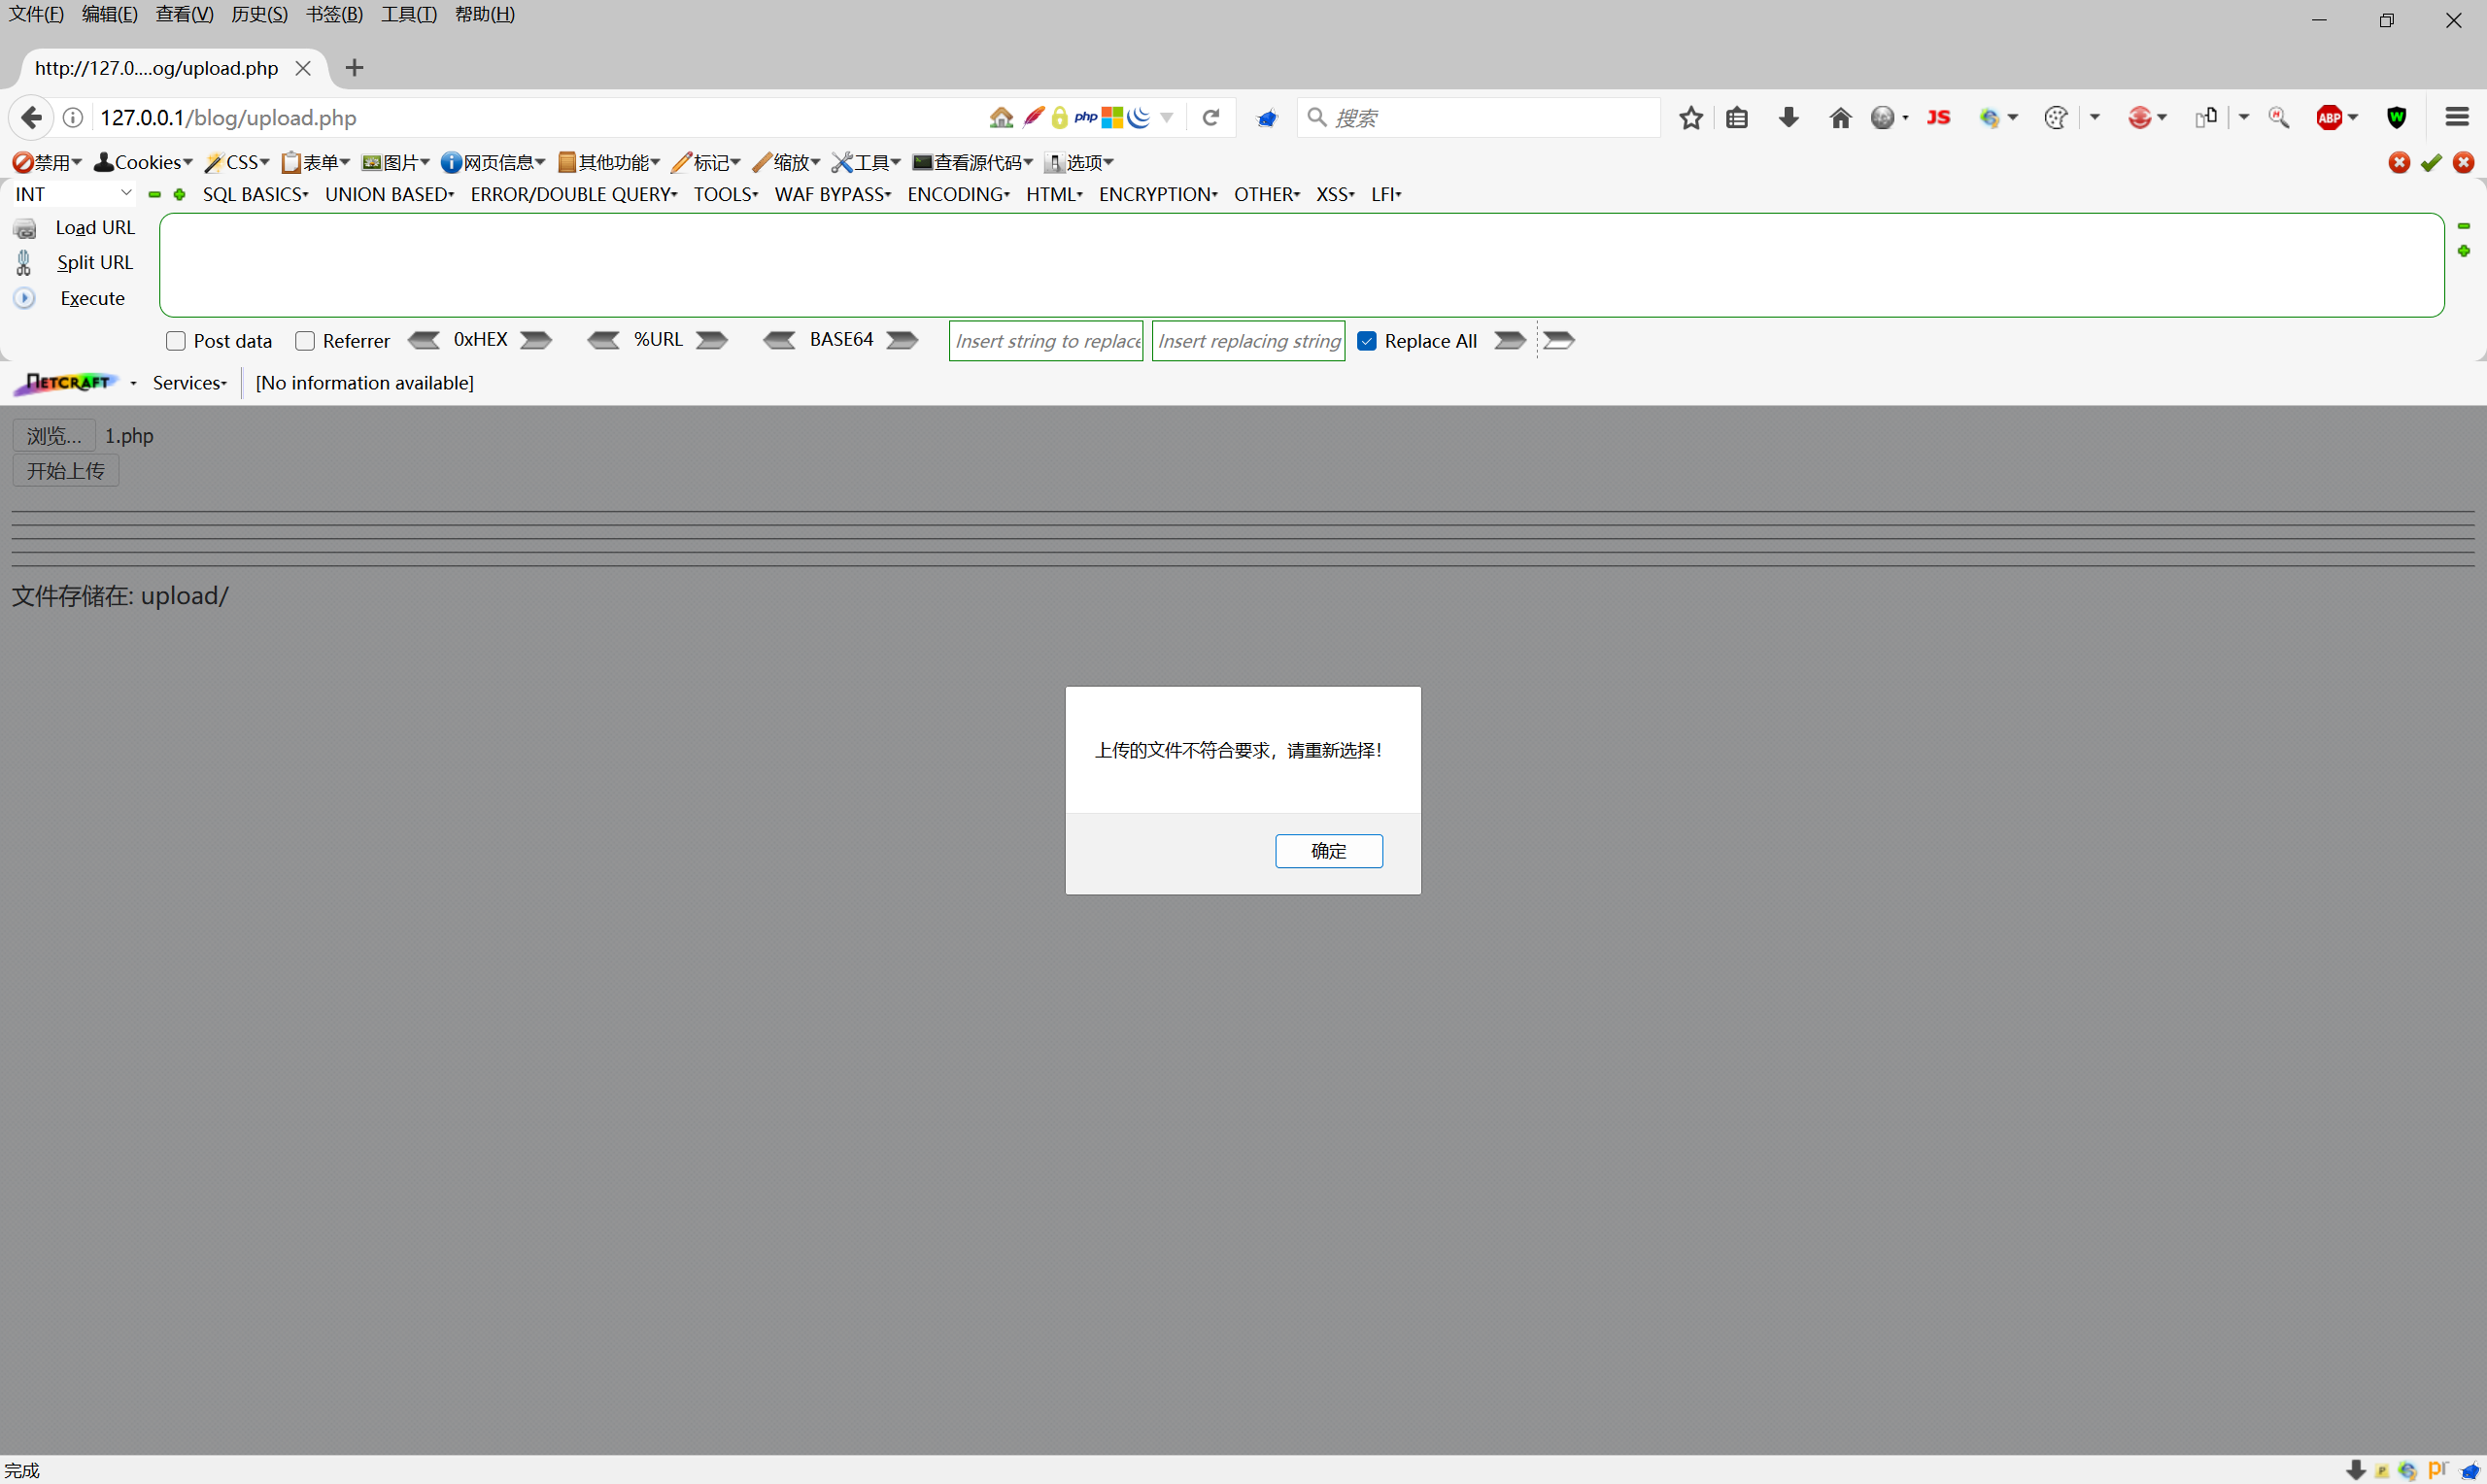 文件(F) 编辑(E) 查看(V) 历史(S) 书签(B) 工具(T) 帮助(H)
http://127.0....og/upload.php
127.0.0.1/blog/upload.php php 搜索 JS ABP W
禁用 Cookies CSS 表单 图片 网页信息 其他功能 标记 缩放 工具 查看源代码 选项
INT SQL BASICS UNION BASED ERROR/DOUBLE QUERY TOOLS WAF BYPASS ENCODING HTML ENCRYPTION OTHER XSS LFI
Load URL
Split URL
Execute
Post data Referrer 0xHEX %URL BASE64 Insert string to replace Insert replacing string Replace All
NETCRAFT Services [No information available]
浏览... 1.php
开始上传
文件存储在: upload/
上传的文件不符合要求，请重新选择！
确定
完成 P pr